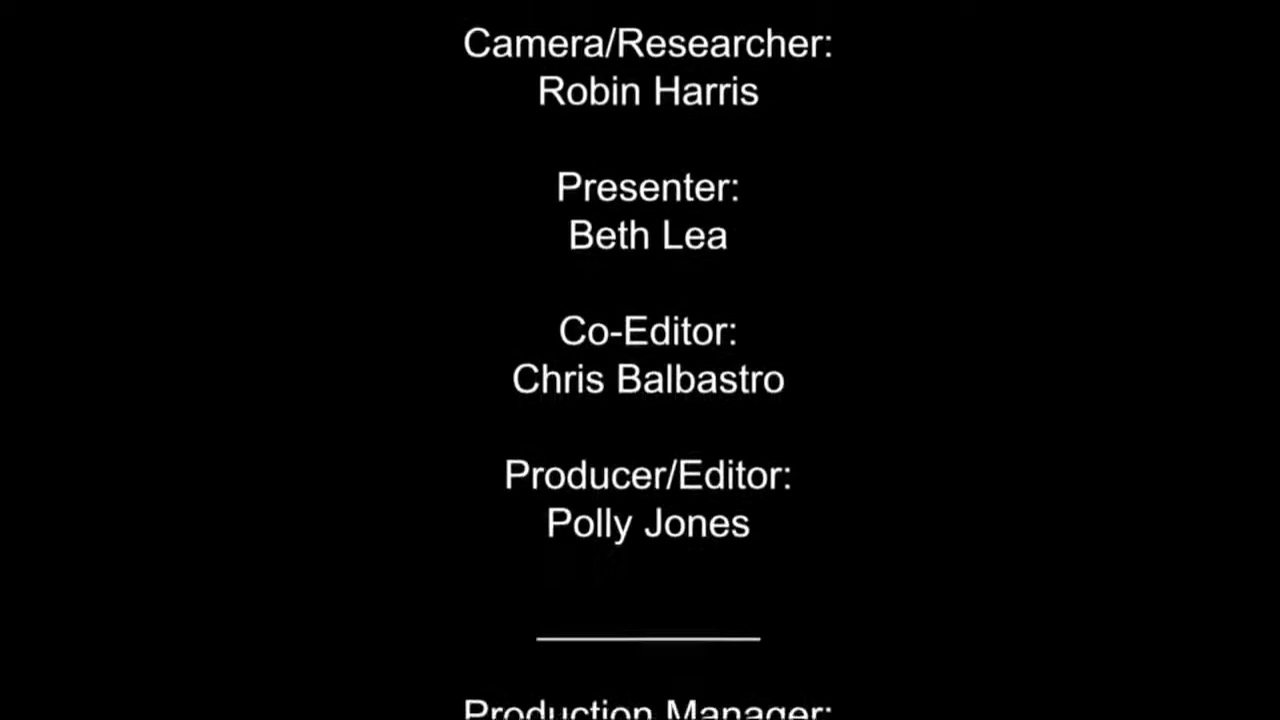 Camera/Researcher:
Robin Harris
Presenter:
Beth Lea
Co-Editor:
Chris Balbastro
Producer/Editor:
Polly Jones
Production Manager: